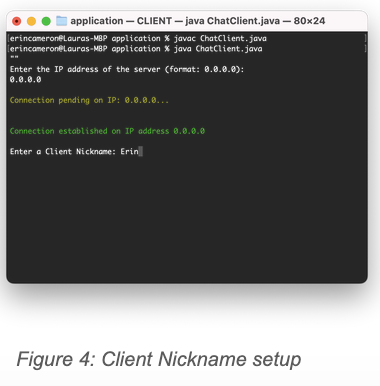 application — CLIENT — java ChatClient.java — 80×24
[erincameron@Lauras-MBP application % javac ChatClient.java ]
[erincameron@Lauras-MBP application % java ChatClient.java ]
""
Enter the IP address of the server (format: 0.0.0.0):
0.0.0.0
Connection pending on IP: 0.0.0.0...
Connection established on IP address 0.0.0.0
Enter a Client Nickname: Erin
Figure 4: Client Nickname setup